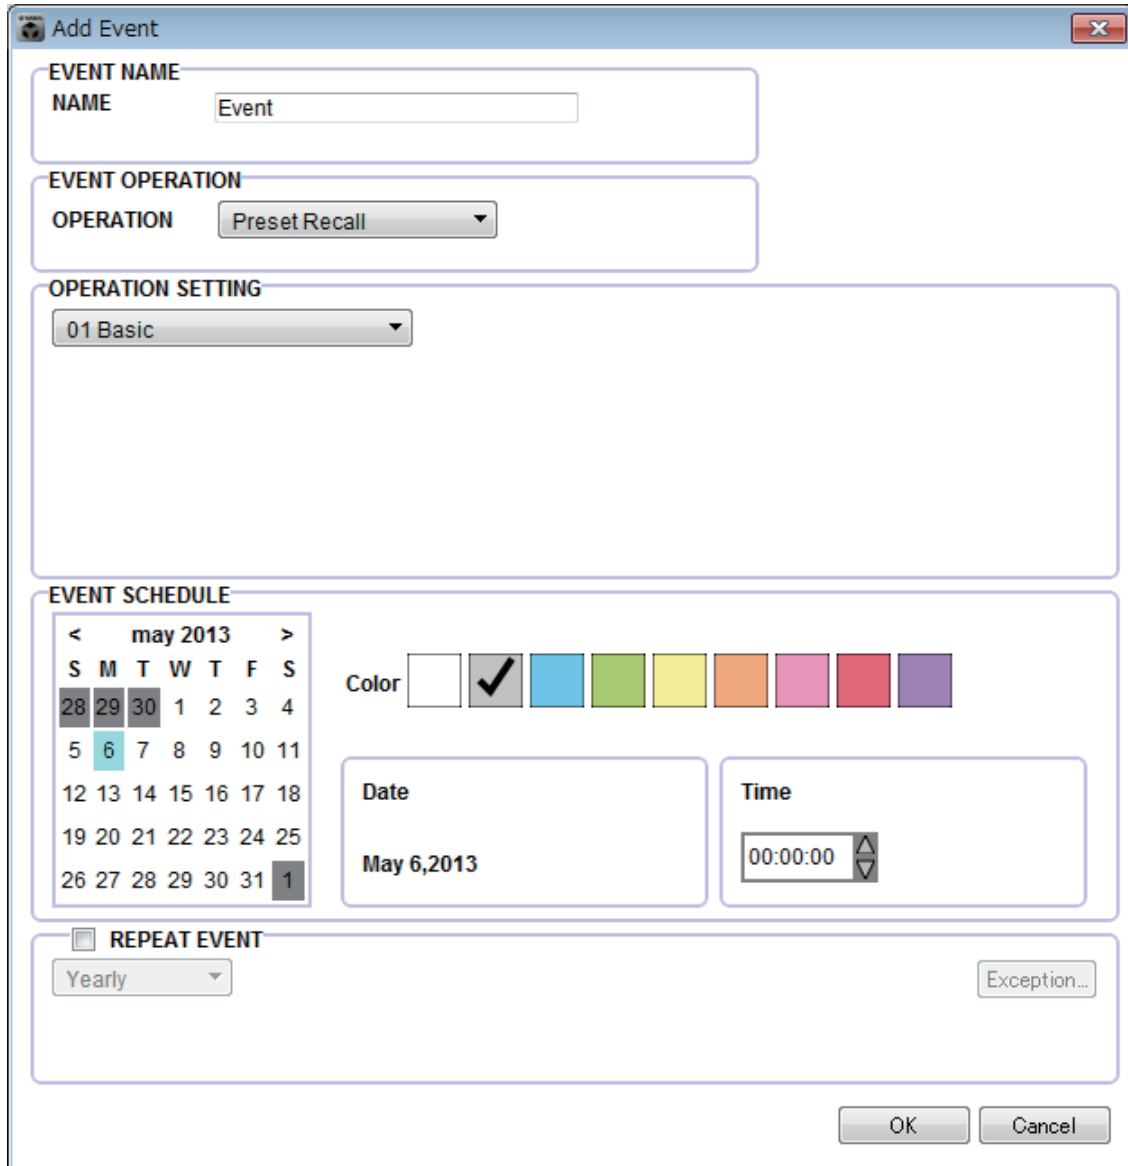 Add Event
EVENT NAME
NAME Event
EVENT OPERATION
OPERATION Preset Recall
OPERATION SETTING
01 Basic
EVENT SCHEDULE
< may 2013 >
S M T W T F S
28 29 30 1 2 3 4
5 6 7 8 9 10 11
12 13 14 15 16 17 18
19 20 21 22 23 24 25
26 27 28 29 30 31 1
Color
Date
May 6,2013
Time
00:00:00
REPEAT EVENT
Yearly
Exception...
OK Cancel